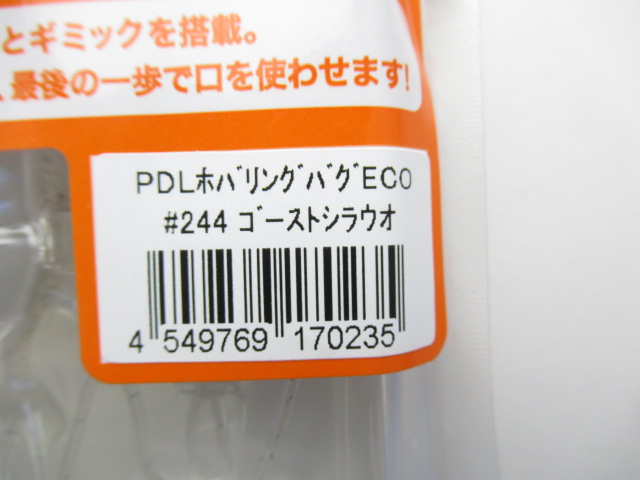 とギミックを搭載。
最後の一歩で口を使わせます!
PDLﾎﾊﾞﾘﾝｸﾞﾊﾞｸﾞECO
#244 ｺﾞｰｽﾄｼﾗｳｵ
4 549769 170235